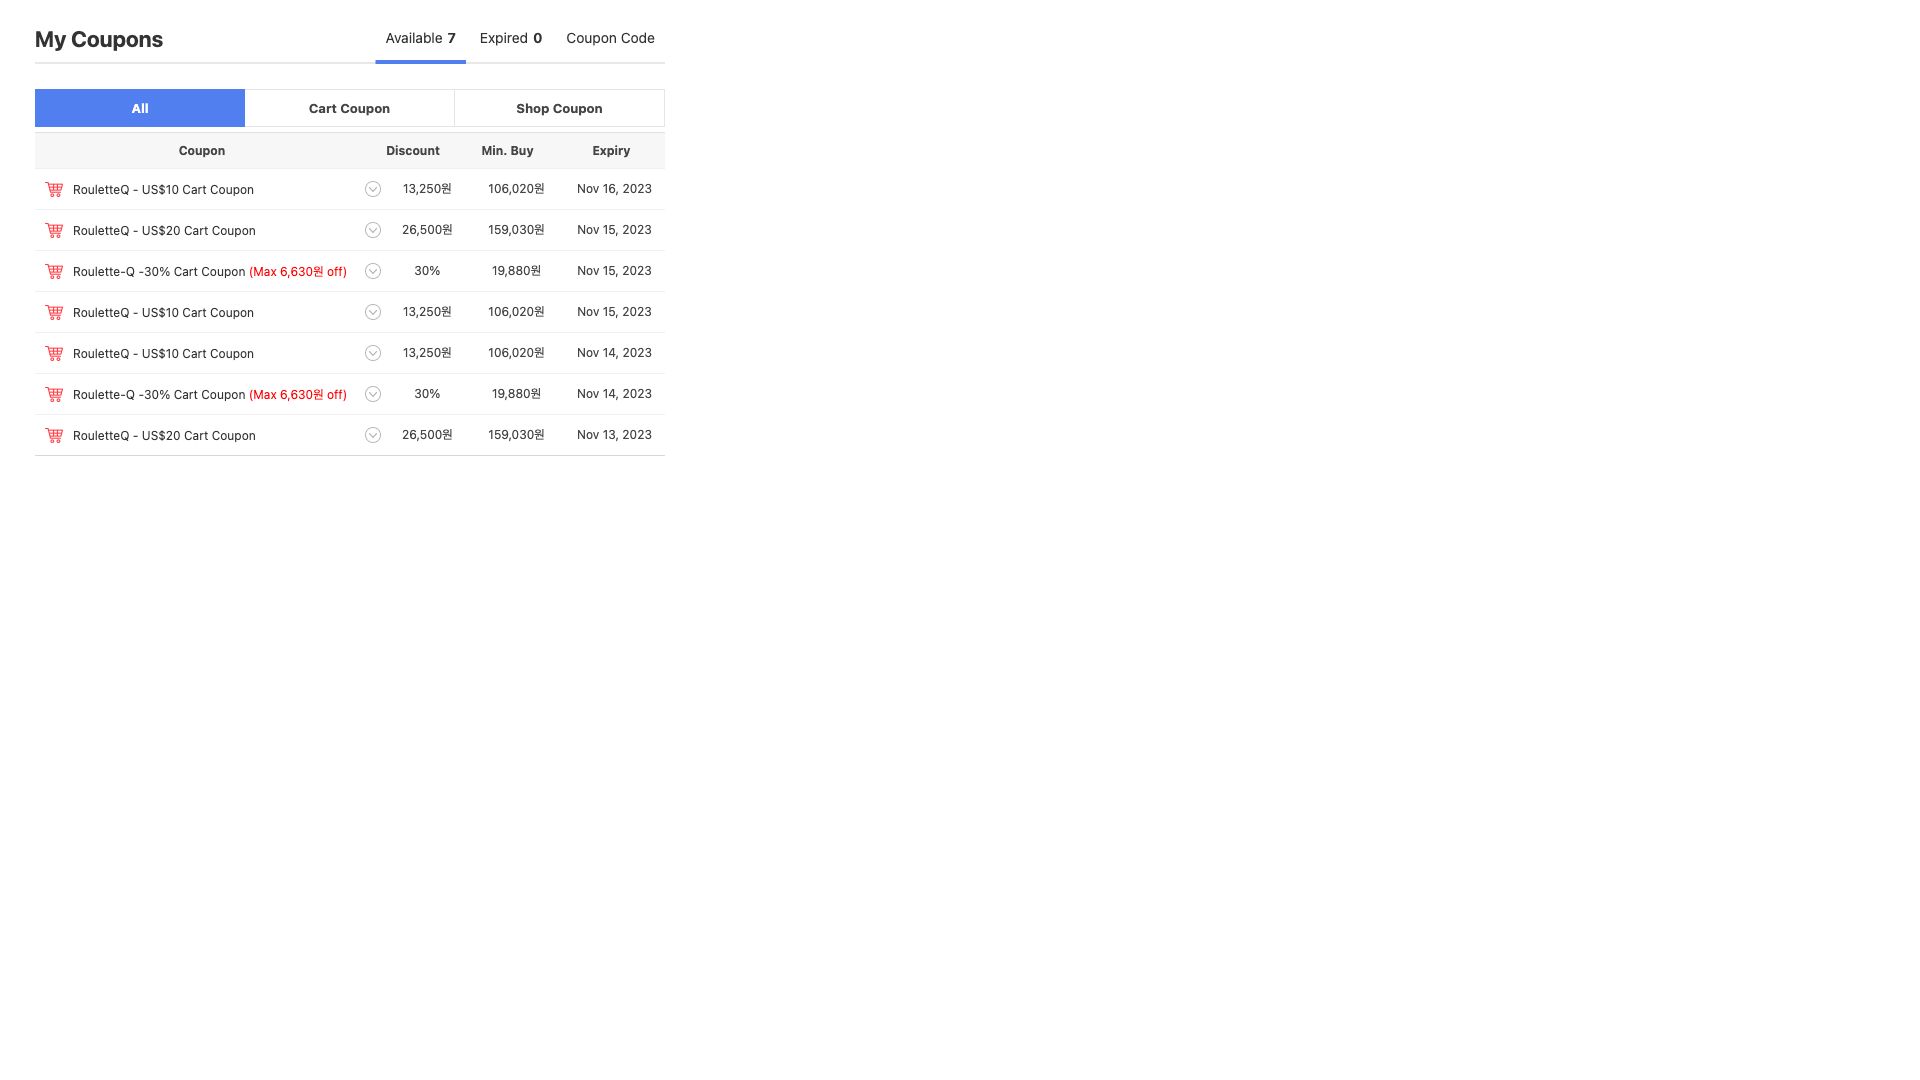 My Coupons
Available 7 Expired 0 Coupon Code
All Cart Coupon Shop Coupon
Coupon Discount Min. Buy Expiry
RouletteQ - US$10 Cart Coupon 13,250원 106,020원 Nov 16, 2023
RouletteQ - US$20 Cart Coupon 26,500원 159,030원 Nov 15, 2023
Roulette-Q -30% Cart Coupon (Max 6,630원 off) 30% 19,880원 Nov 15, 2023
RouletteQ - US$10 Cart Coupon 13,250원 106,020원 Nov 15, 2023
RouletteQ - US$10 Cart Coupon 13,250원 106,020원 Nov 14, 2023
Roulette-Q -30% Cart Coupon (Max 6,630원 off) 30% 19,880원 Nov 14, 2023
RouletteQ - US$20 Cart Coupon 26,500원 159,030원 Nov 13, 2023